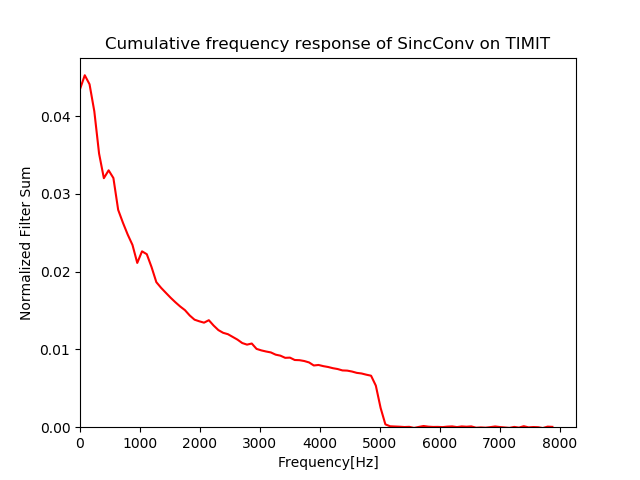 Cumulative frequency response of SincConv on TIMIT
Normalized Filter Sum
0.04
0.03
0.02
0.01
0.00
0 1000 2000 3000 4000 5000 6000 7000 8000
Frequency[Hz]